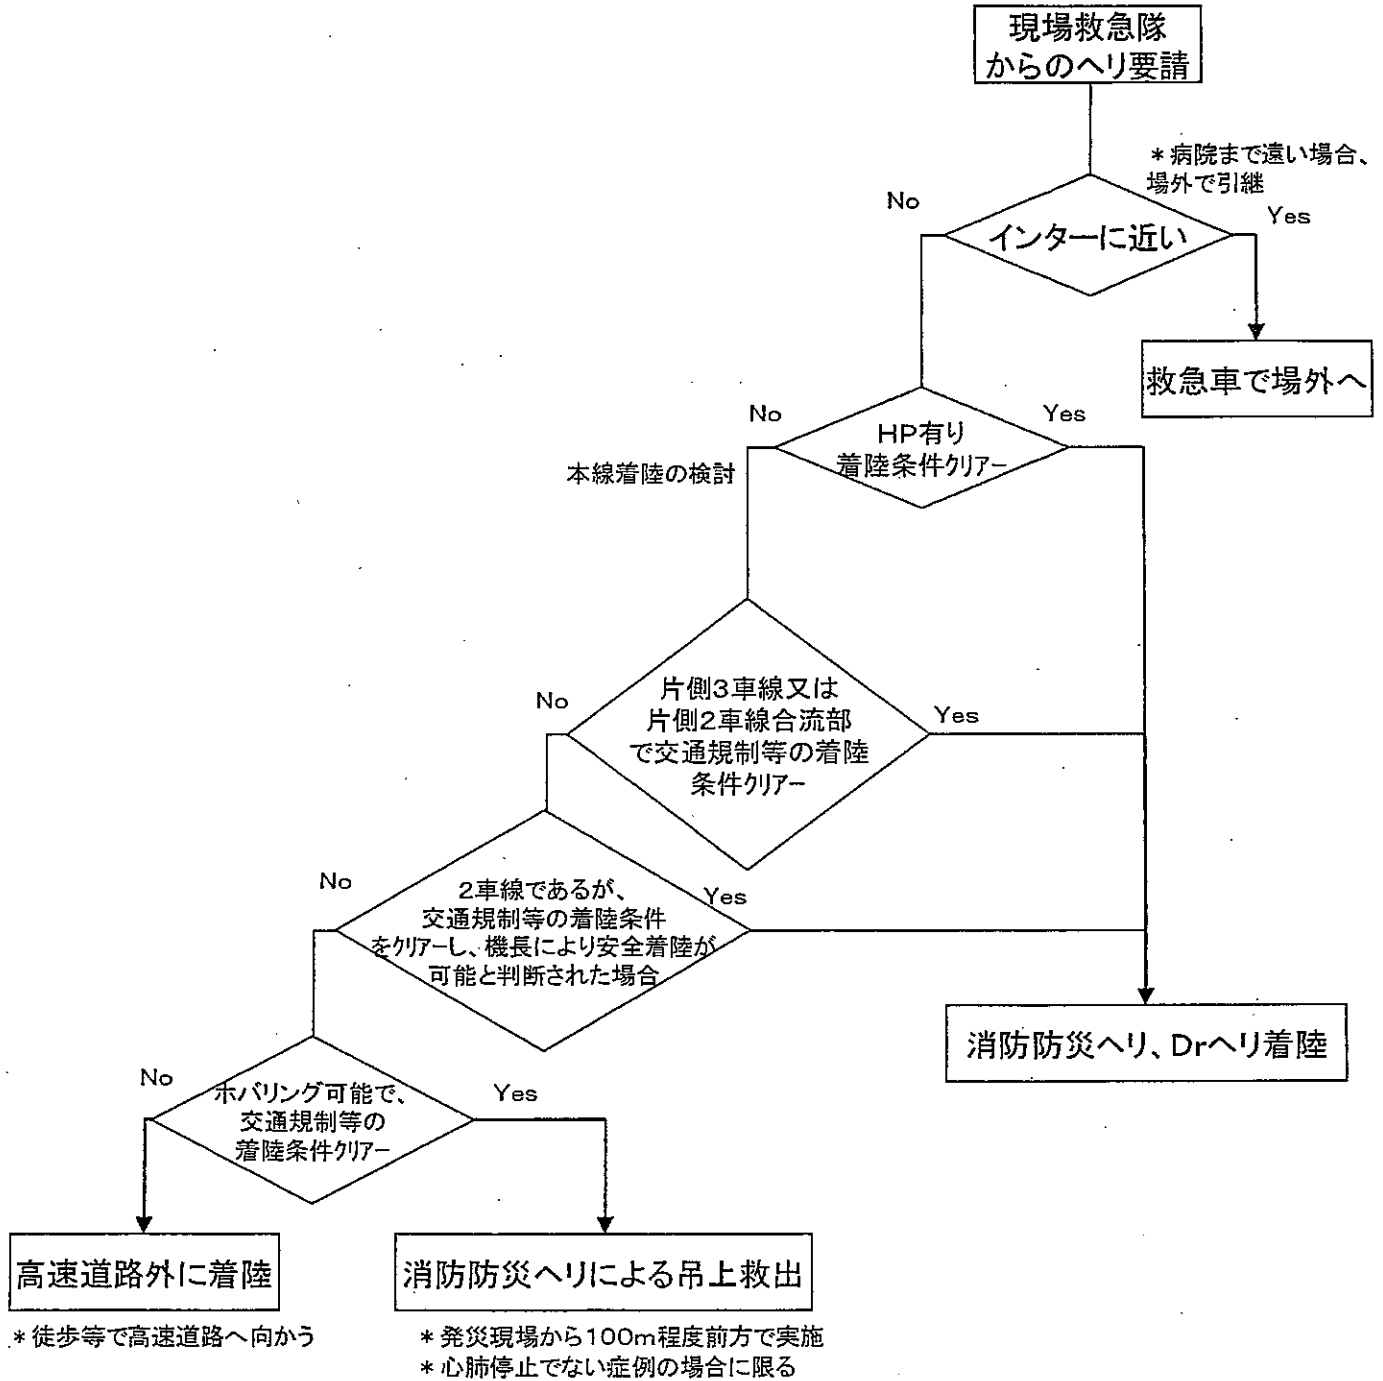 現場救急隊
からのヘリ要請
＊病院まで遠い場合、
場外で引継
No
Yes
インターに近い
救急車で場外へ
No
Yes
HP有り
着陸条件クリアー
本線着陸の検討
No
Yes
片側3車線又は
片側2車線合流部
で交通規制等の着陸
条件クリアー
No
Yes
2車線であるが、
交通規制等の着陸条件
をクリアーし、機長により安全着陸が
可能と判断された場合
消防防災ヘリ、Drヘリ着陸
No
Yes
ホバリング可能で、
交通規制等の
着陸条件クリアー
高速道路外に着陸
消防防災ヘリによる吊上救出
＊徒歩等で高速道路へ向かう
＊発災現場から100m程度前方で実施
＊心肺停止でない症例の場合に限る